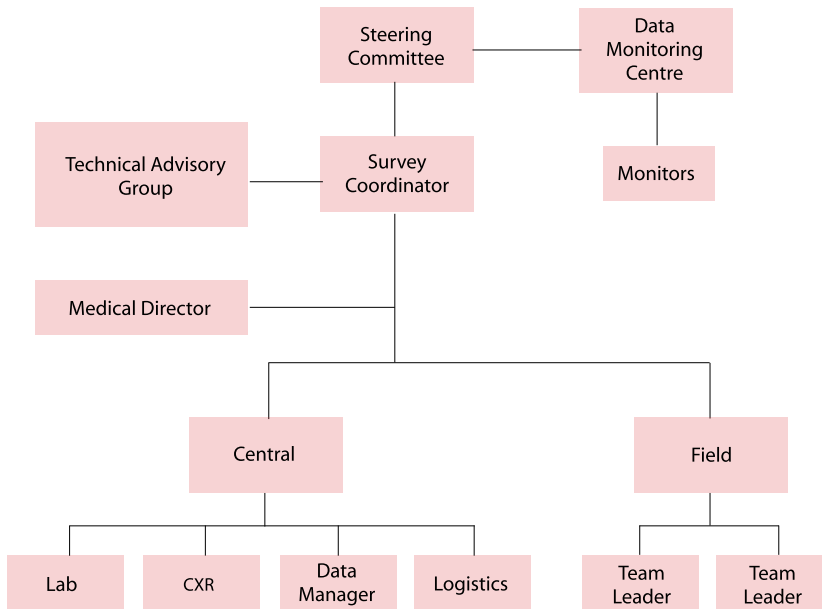 Steering
Committee
Data
Monitoring
Centre
Technical Advisory
Group
Survey
Coordinator
Monitors
Medical Director
Central
Field
Lab
CXR
Data
Manager
Logistics
Team
Leader
Team
Leader